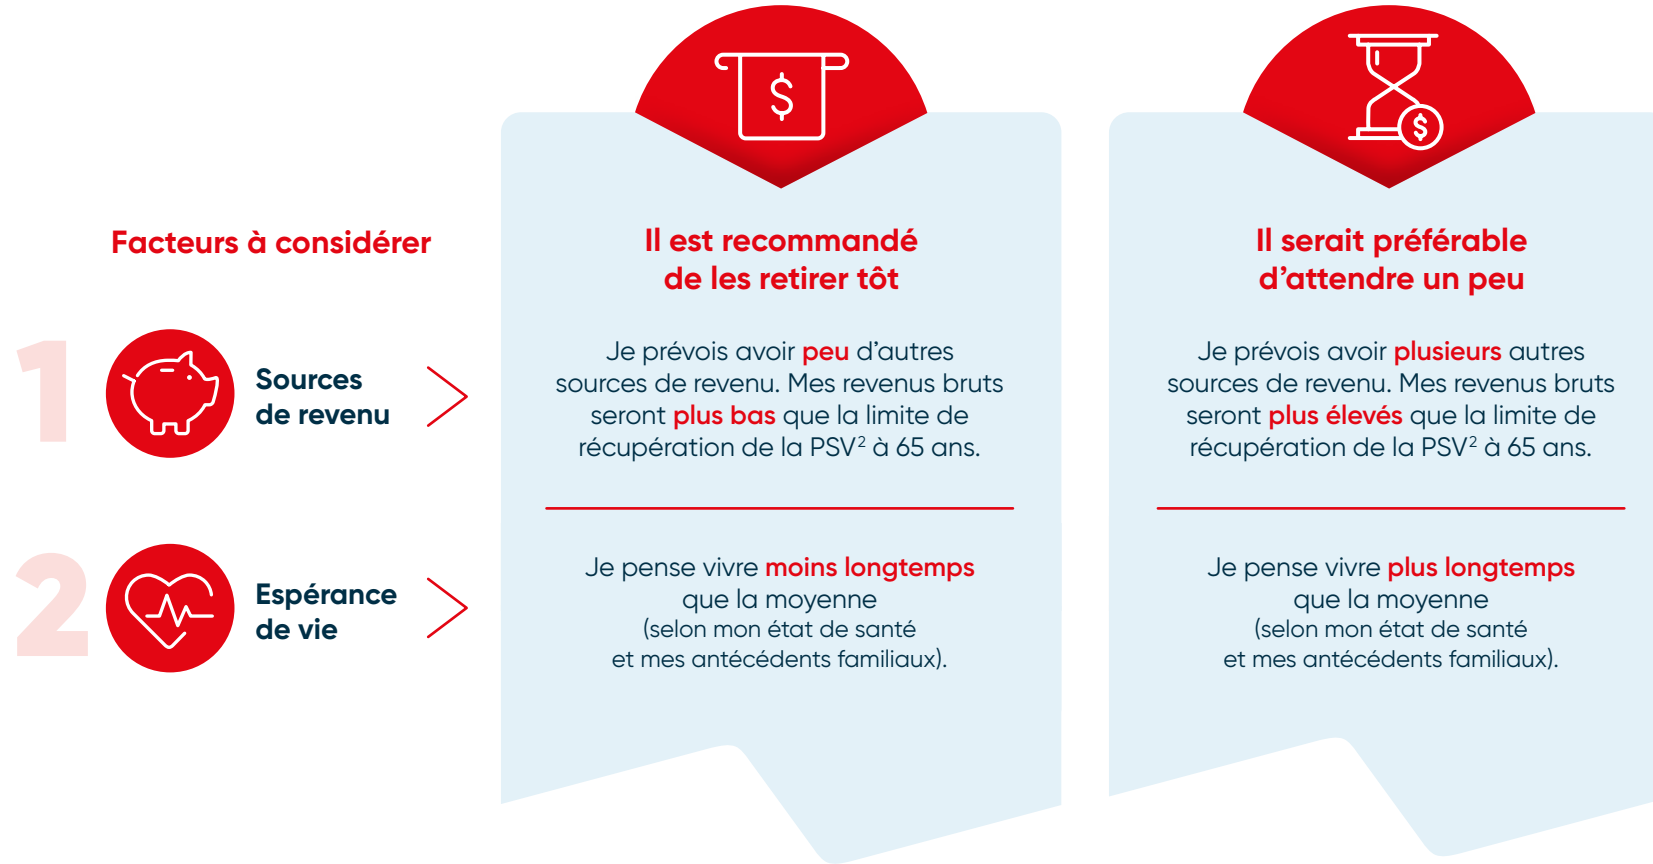 Facteurs à considérer
Il est recommandé
de les retirer tôt
Il serait préférable
d’attendre un peu
1
Sources
de revenu
Je prévois avoir peu d’autres
sources de revenu. Mes revenus bruts
seront plus bas que la limite de
récupération de la PSV² à 65 ans.
Je prévois avoir plusieurs autres
sources de revenu. Mes revenus bruts
seront plus élevés que la limite de
récupération de la PSV² à 65 ans.
2
Espérance
de vie
Je pense vivre moins longtemps
que la moyenne
(selon mon état de santé
et mes antécédents familiaux).
Je pense vivre plus longtemps
que la moyenne
(selon mon état de santé
et mes antécédents familiaux).